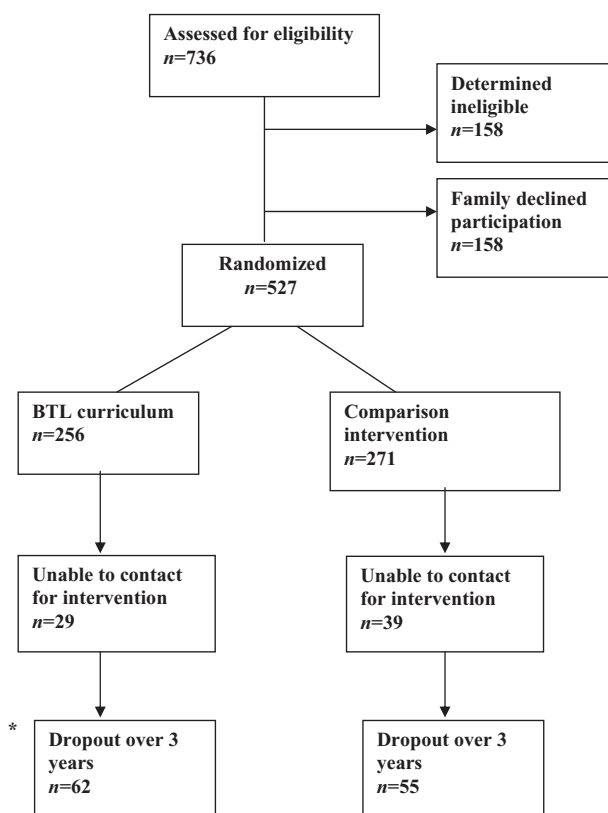 Assessed for eligibility
n=736
Determined
ineligible
n=158
Family declined
participation
n=158
Randomized
n=527
BTL curriculum
n=256
Comparison
intervention
n=271
Unable to contact
for intervention
n=29
Unable to contact
for intervention
n=39
*
Dropout over 3
years
n=62
Dropout over 3
years
n=55